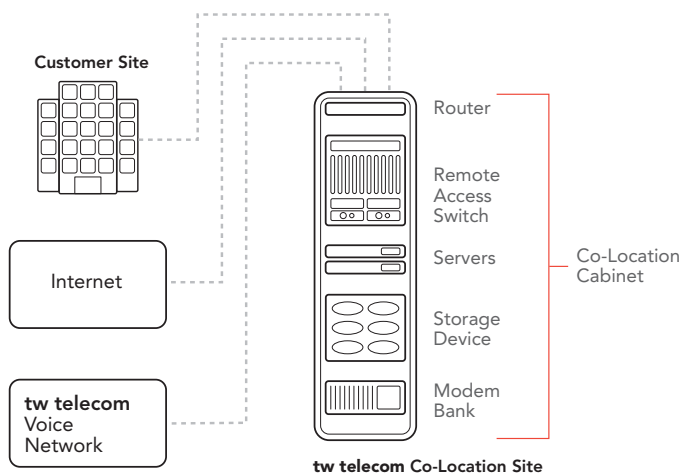 Customer Site
Internet
tw telecom
Voice
Network
Router
Remote
Access
Switch
Servers
Storage
Device
Modem
Bank
Co-Location
Cabinet
tw telecom Co-Location Site